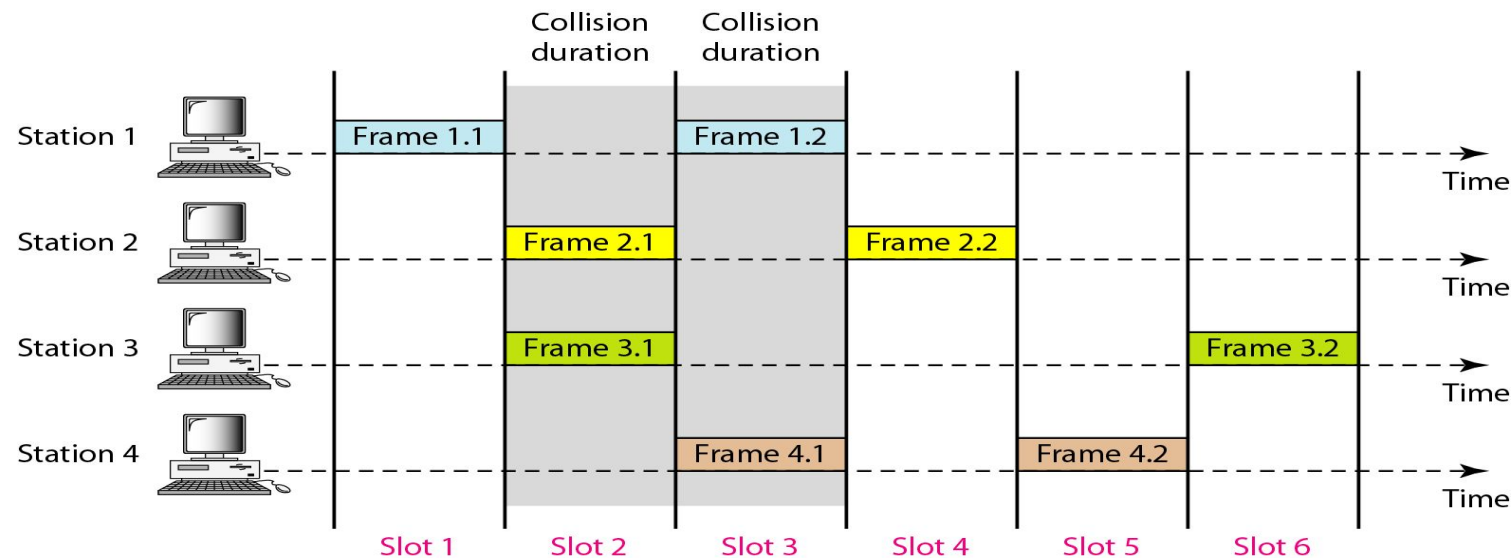 Collision duration
Collision duration
Station 1
Frame 1.1
Frame 1.2
Time
Station 2
Frame 2.1
Frame 2.2
Time
Station 3
Frame 3.1
Frame 3.2
Time
Station 4
Frame 4.1
Frame 4.2
Time
Slot 1
Slot 2
Slot 3
Slot 4
Slot 5
Slot 6